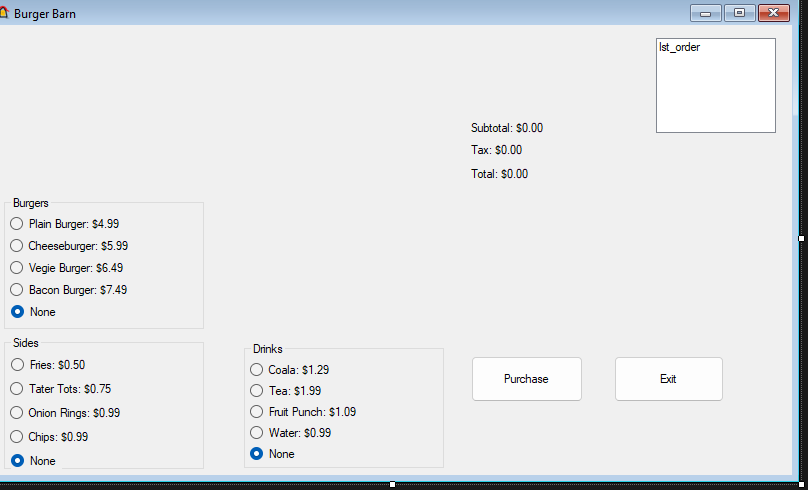 Burger Barn
lst_order
Subtotal: $0.00
Tax: $0.00
Total: $0.00
Burgers
Plain Burger: $4.99
Cheeseburger: $5.99
Vegie Burger: $6.49
Bacon Burger: $7.49
None
Sides
Fries: $0.50
Tater Tots: $0.75
Onion Rings: $0.99
Chips: $0.99
None
Drinks
Coala: $1.29
Tea: $1.99
Fruit Punch: $1.09
Water: $0.99
None
Purchase
Exit